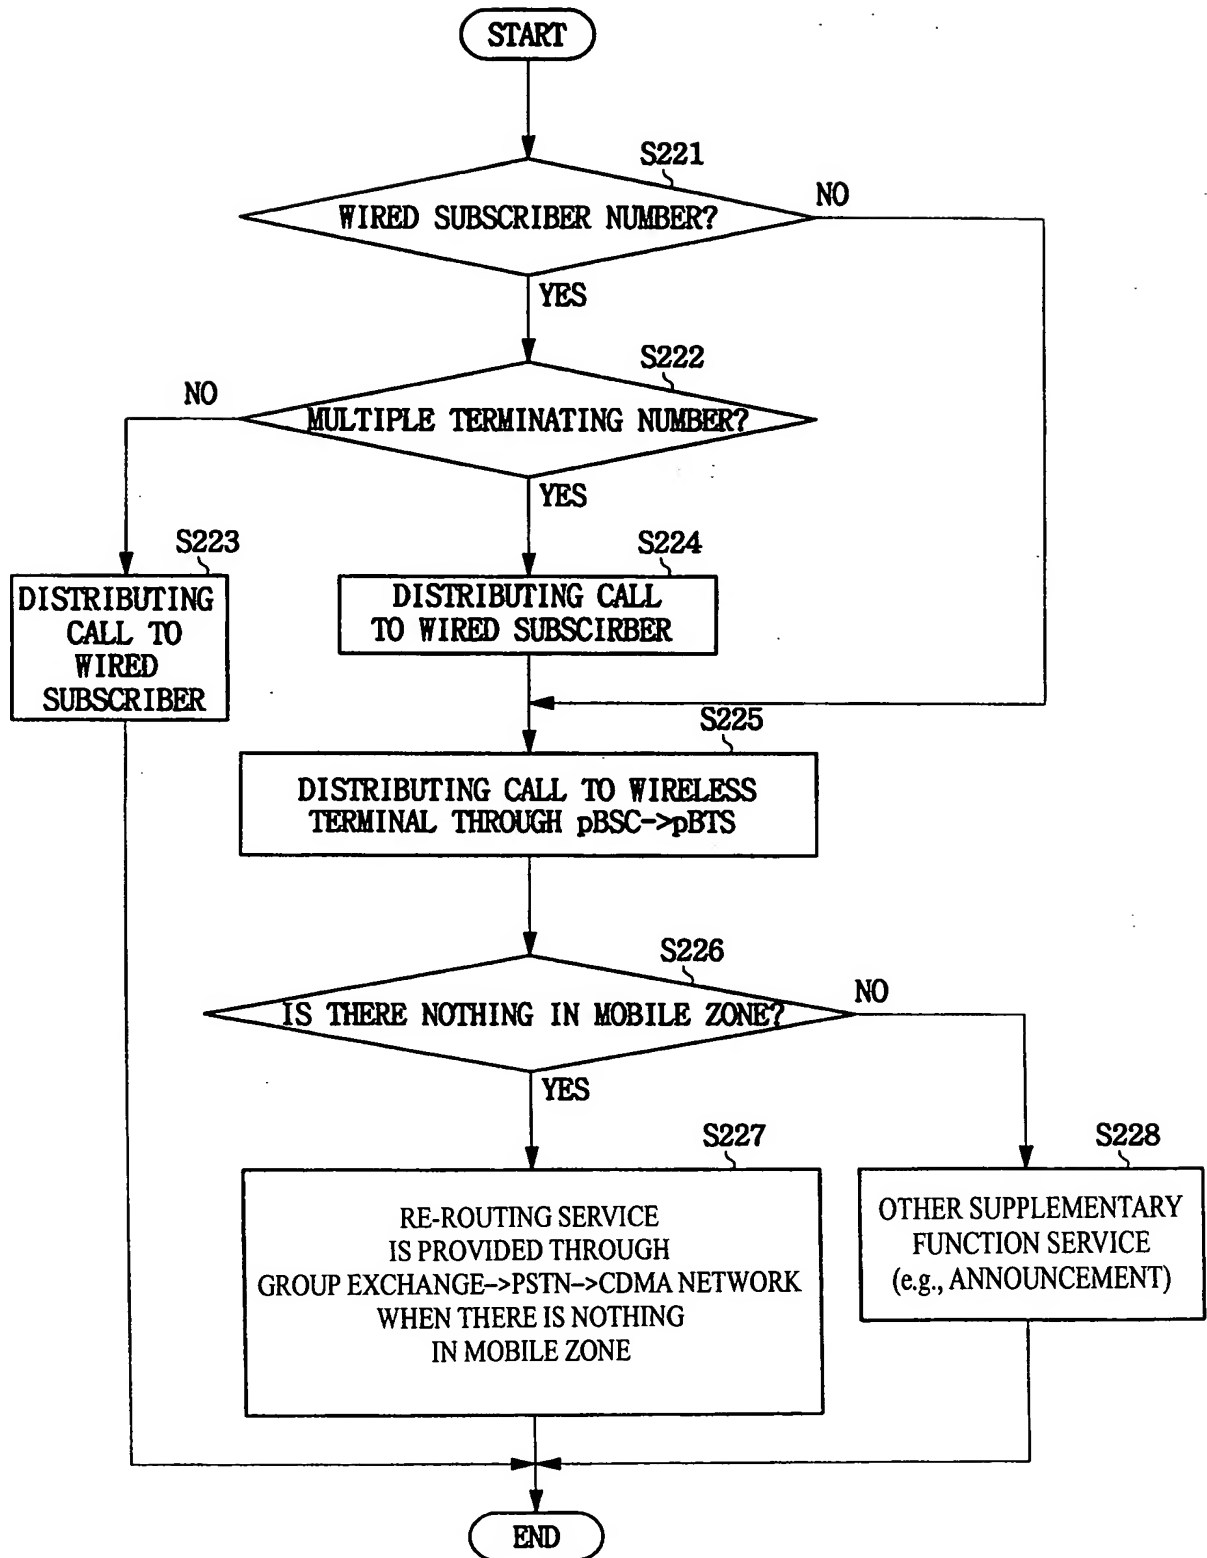 START
S221
WIRED SUBSCRIBER NUMBER?
NO
YES
S222
NO
MULTIPLE TERMINATING NUMBER?
YES
S223
DISTRIBUTING
CALL TO
WIRED
SUBSCRIBER
S224
DISTRIBUTING CALL
TO WIRED SUBSCIRBER
S225
DISTRIBUTING CALL TO WIRELESS
TERMINAL THROUGH pBSC->pBTS
S226
IS THERE NOTHING IN MOBILE ZONE?
NO
YES
S227
RE-ROUTING SERVICE
IS PROVIDED THROUGH
GROUP EXCHANGE->PSTN->CDMA NETWORK
WHEN THERE IS NOTHING
IN MOBILE ZONE
S228
OTHER SUPPLEMENTARY
FUNCTION SERVICE
(e.g., ANNOUNCEMENT)
END